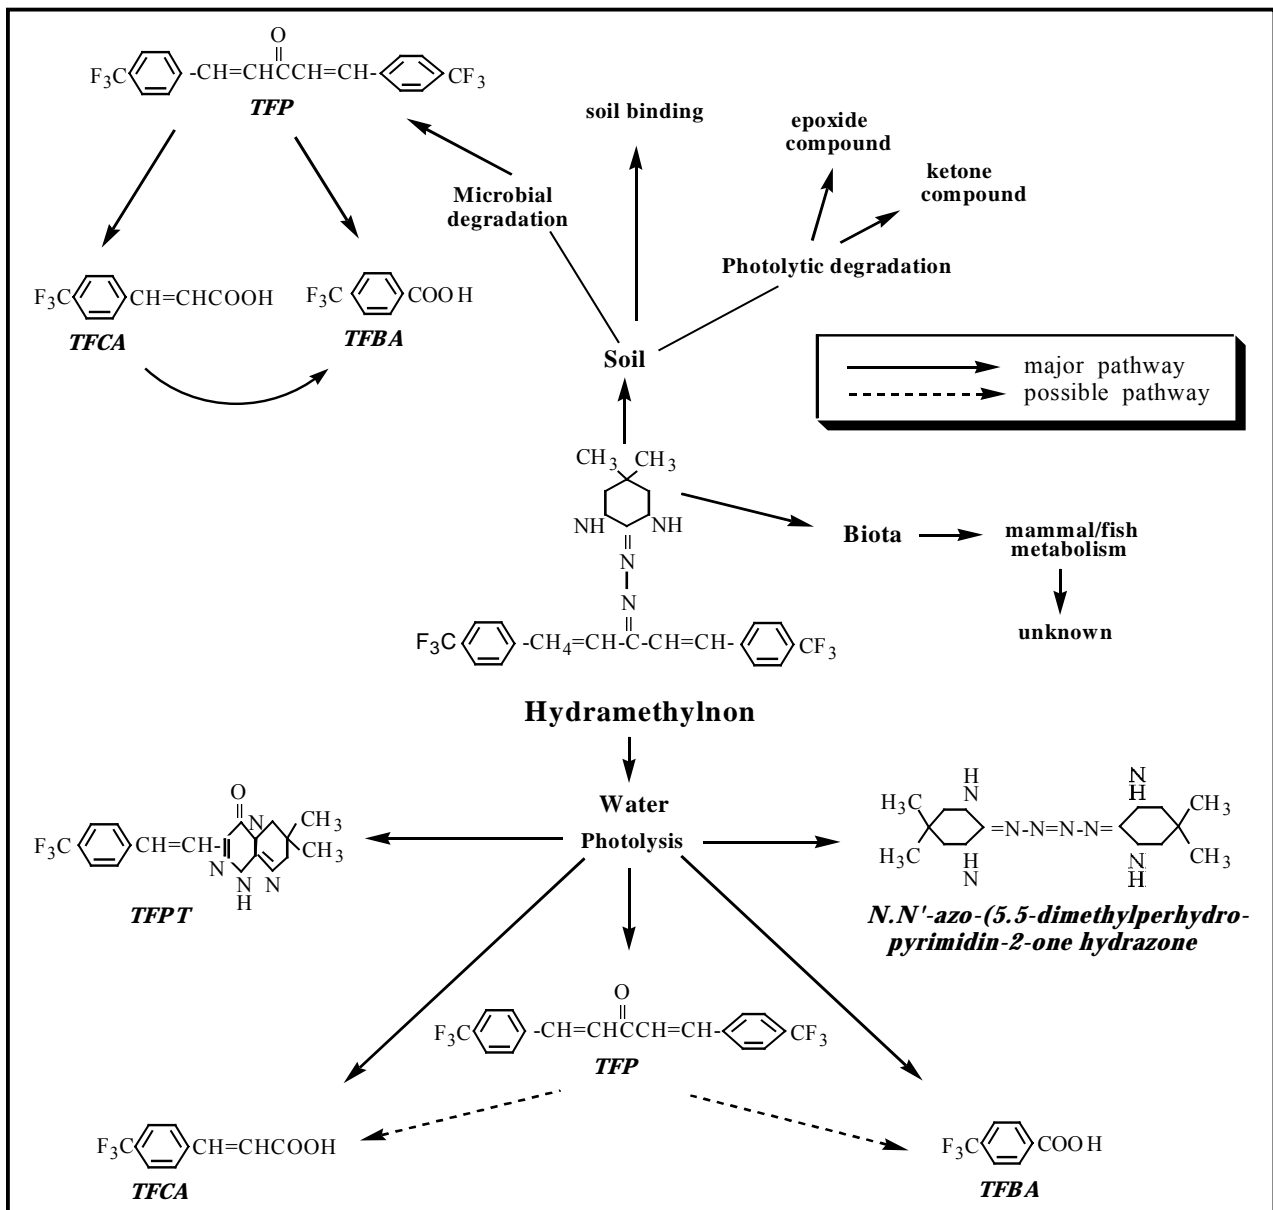 O
F3C -CH=CHCCH=CH- CF3
TFP
soil binding
epoxide
compound
ketone
compound
Microbial
degradation
Photolytic degradation
F3C CH=CHCOOH
TFCA
F3C COOH
TFBA
Soil
major pathway
possible pathway
CH3 CH3
NH NH
N
N
F3C -CH4=CH-C-CH=CH- CF3
Biota
mammal/fish
metabolism
unknown
Hydramethylnon
Water
Photolysis
O
F3C CH=CH N CH3
CH3
N N N
H
TFPT
H
N
N
H
H3C CH3
=N-N=N-N=
H3C CH3
H
N
N
H
N.N'-azo-(5.5-dimethylperhydro-
pyrimidin-2-one hydrazone
O
F3C -CH=CHCCH=CH- CF3
TFP
F3C CH=CHCOOH
TFCA
F3C COOH
TFBA